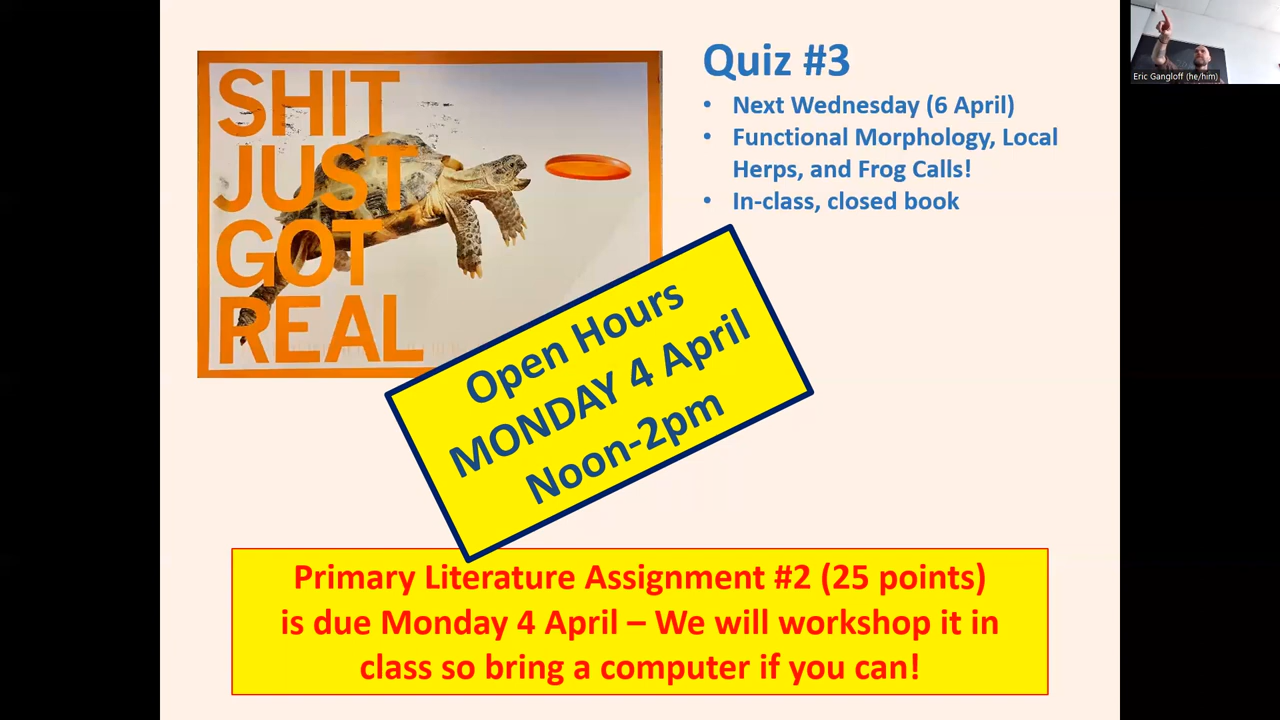 SHIT
JUST
GOT
REAL
Quiz #3
• Next Wednesday (6 April)
• Functional Morphology, Local
Herps, and Frog Calls!
• In-class, closed book
Open Hours
MONDAY 4 April
Noon-2pm
Primary Literature Assignment #2 (25 points)
is due Monday 4 April – We will workshop it in
class so bring a computer if you can!
Eric Gangloff (he/him)